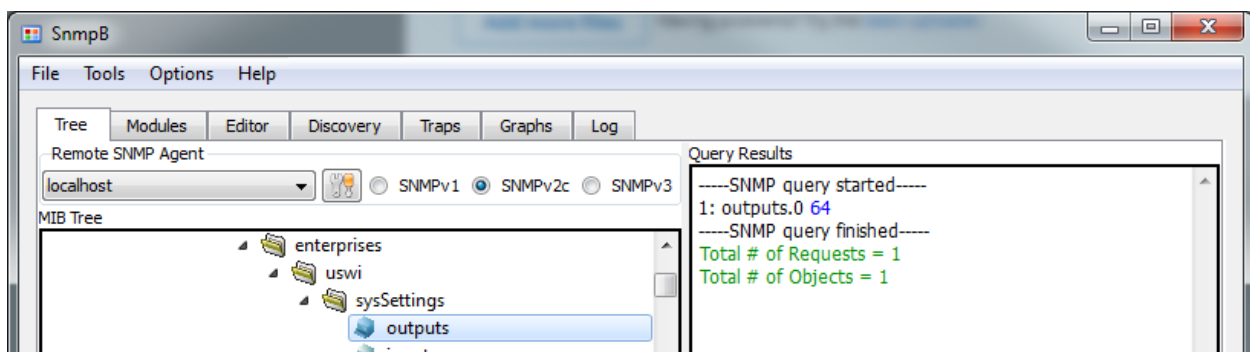 SnmpB
File Tools Options Help
Tree Modules Editor Discovery Traps Graphs Log
Remote SNMP Agent
localhost SNMPv1 SNMPv2c SNMPv3
MIB Tree
enterprises
uswi
sysSettings
outputs
Query Results
-----SNMP query started-----
1: outputs.0 64
-----SNMP query finished-----
Total # of Requests = 1
Total # of Objects = 1